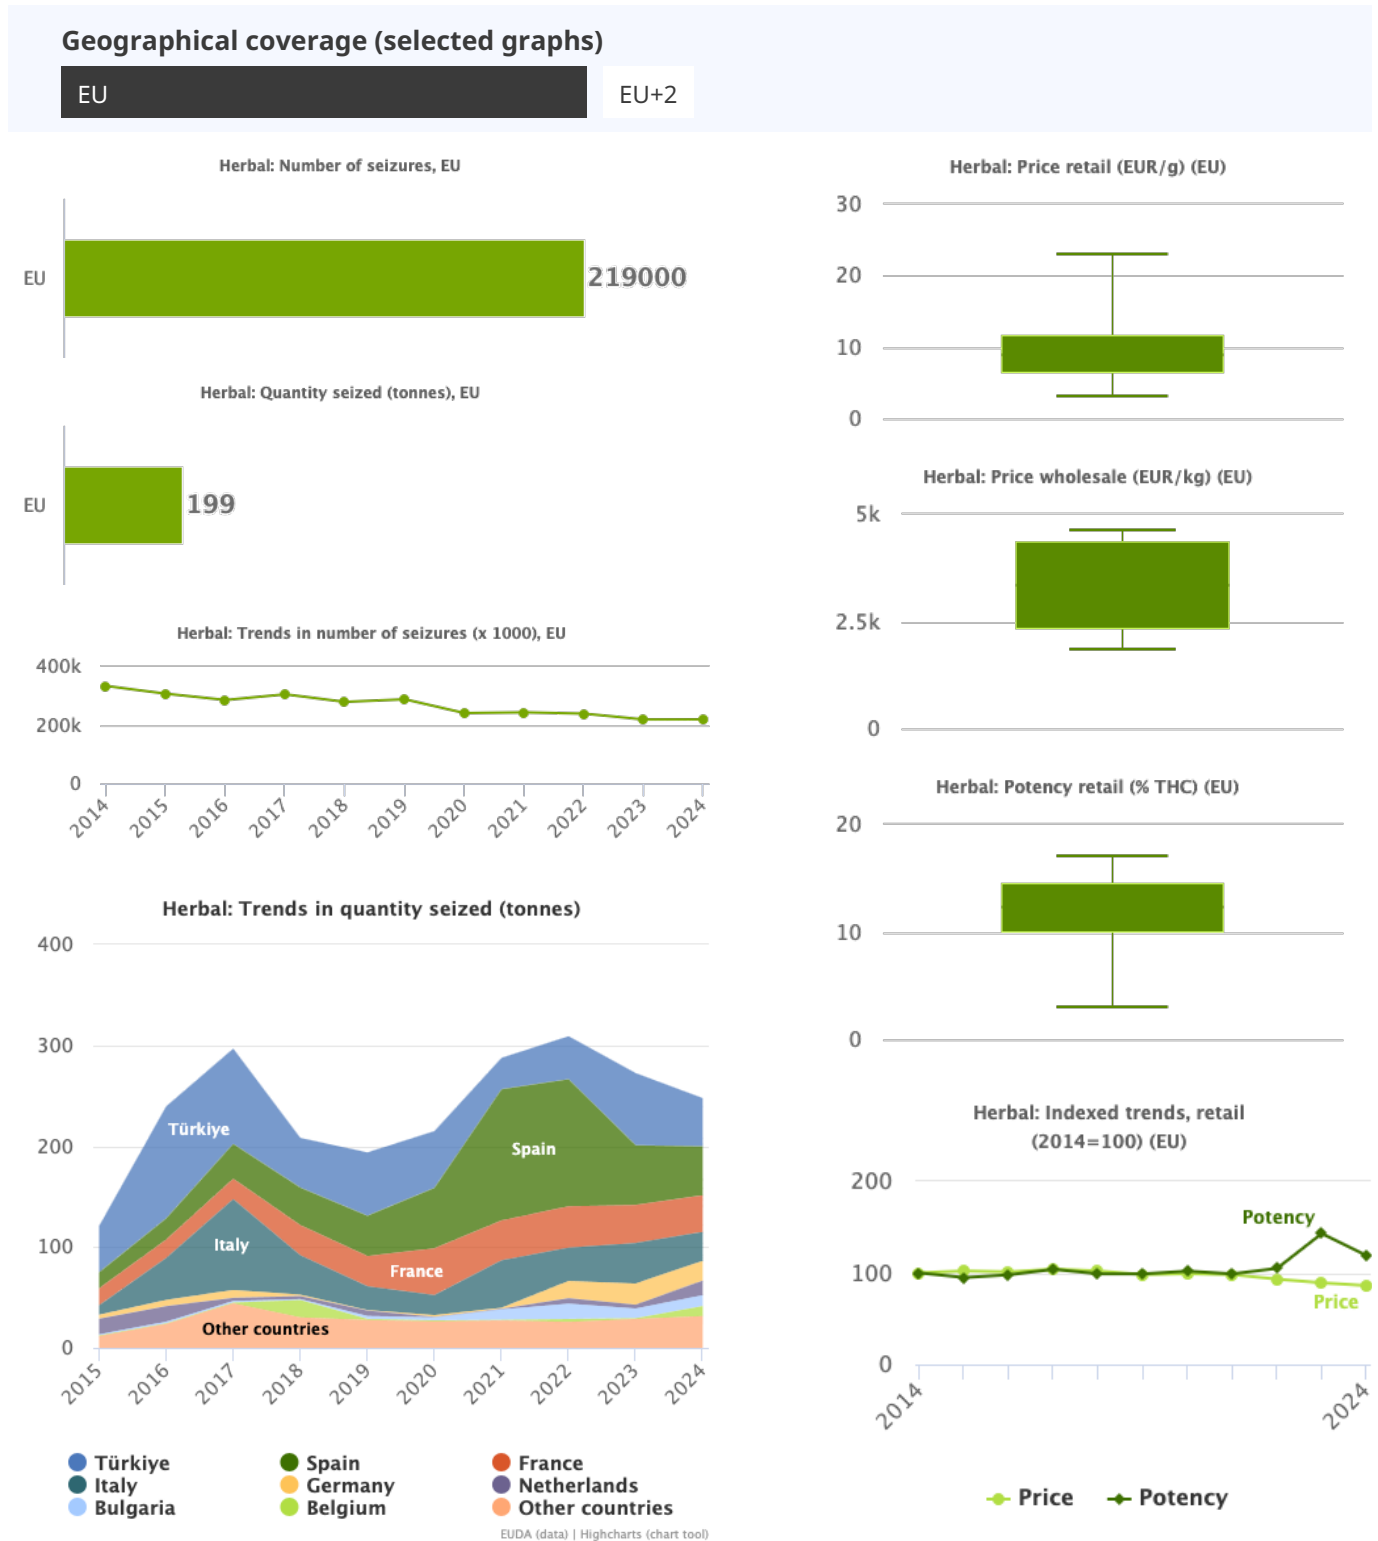 Geographical coverage (selected graphs)
EU
EU+2
Herbal: Number of seizures, EU
EU
219000
Herbal: Quantity seized (tonnes), EU
EU
199
Herbal: Trends in number of seizures (x 1000), EU
400k
200k
0
2014
2015
2016
2017
2018
2019
2020
2021
2022
2023
2024
Herbal: Trends in quantity seized (tonnes)
400
300
200
100
0
Türkiye
Spain
Italy
France
Other countries
2015
2016
2017
2018
2019
2020
2021
2022
2023
2024
Türkiye
Spain
France
Italy
Germany
Netherlands
Bulgaria
Belgium
Other countries
EUDA (data) | Highcharts (chart tool)
Herbal: Price retail (EUR/g) (EU)
30
20
10
0
Herbal: Price wholesale (EUR/kg) (EU)
5k
2.5k
0
Herbal: Potency retail (% THC) (EU)
20
10
0
Herbal: Indexed trends, retail
(2014=100) (EU)
200
100
0
Potency
Price
2014
2024
Price
Potency